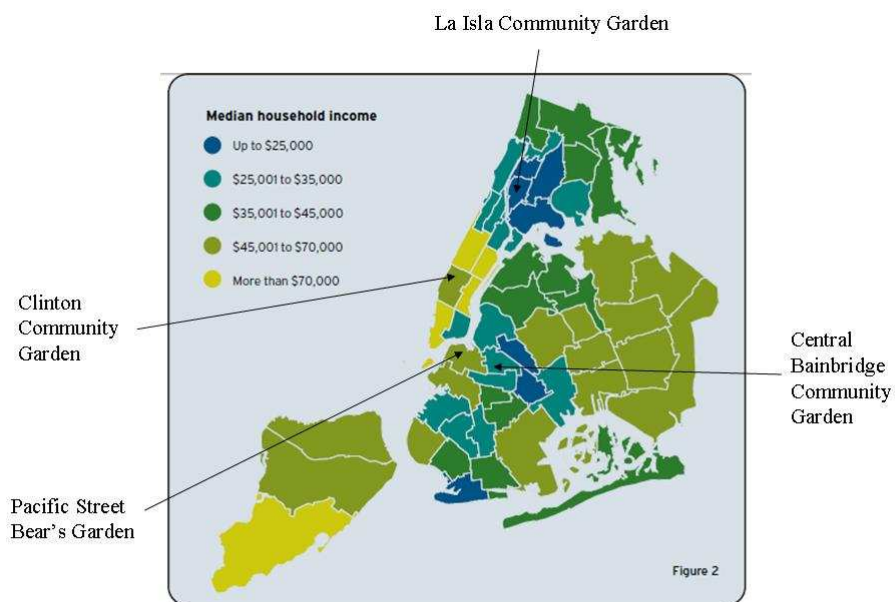 La Isla Community Garden
Median household income
Up to $25,000
$25,001 to $35,000
$35,001 to $45,000
$45,001 to $70,000
More than $70,000
Clinton
Community
Garden
Central
Bainbridge
Community
Garden
Pacific Street
Bear's Garden
Figure 2